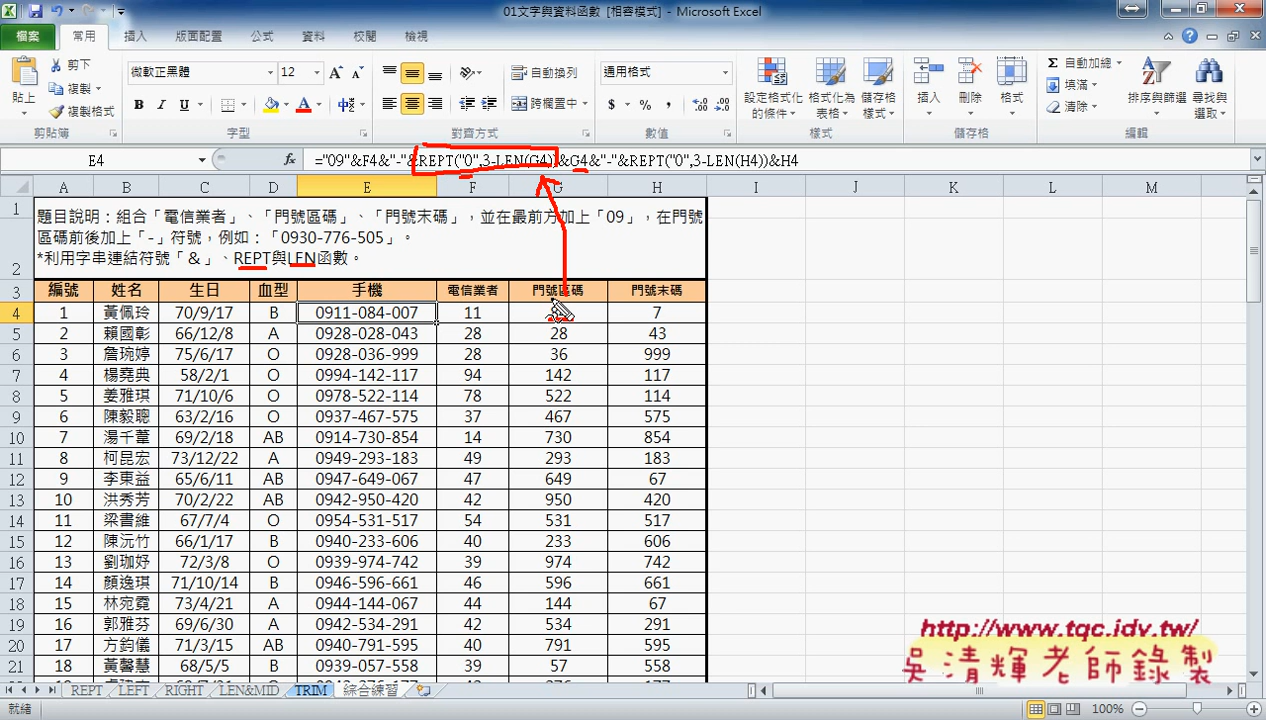 01文字與資料函數 [相容模式] - Microsoft Excel
檔案 常用 插入 版面配置 公式 資料 校閱 檢視
貼上 剪下 複製 複製格式 剪貼簿
微軟正黑體 12 B I U 字型
自動換列 跨欄置中 對齊方式
通用格式 $ % , 數值
設定格式化的條件 格式化為表格 儲存格樣式 樣式
插入 刪除 格式 儲存格
Σ 自動加總 填滿 清除 排序與篩選 尋找與選取 編輯
E4 fx ="09"&F4&"-"&REPT("0",3-LEN(G4))&G4&"-"&REPT("0",3-LEN(H4))&H4
A B C D E F G H I J K L M
1 題目說明：組合「電信業者」、「門號區碼」、「門號末碼」，並在最前方加上「09」，在門號
區碼前後加上「-」符號，例如：「0930-776-505」。
2 *利用字串連結符號「&」、REPT與LEN函數。
3 編號 姓名 生日 血型 手機 電信業者 門號區碼 門號末碼
4 1 黃佩玲 70/9/17 B 0911-084-007 11 7
5 2 賴國彰 66/12/8 A 0928-028-043 28 28 43
6 3 詹琬婷 75/6/17 O 0928-036-999 28 36 999
7 4 楊堯典 58/2/1 O 0994-142-117 94 142 117
8 5 姜雅琪 71/10/6 O 0978-522-114 78 522 114
9 6 陳毅聰 63/2/16 O 0937-467-575 37 467 575
10 7 湯千葦 69/2/18 AB 0914-730-854 14 730 854
11 8 柯昆宏 73/12/22 A 0949-293-183 49 293 183
12 9 李東益 65/6/11 AB 0947-649-067 47 649 67
13 10 洪秀芳 70/2/22 AB 0942-950-420 42 950 420
14 11 梁書維 67/7/4 O 0954-531-517 54 531 517
15 12 陳沅竹 66/1/17 B 0940-233-606 40 233 606
16 13 劉珈妤 72/3/8 O 0939-974-742 39 974 742
17 14 顏逸琪 71/10/14 B 0946-596-661 46 596 661
18 15 林宛霓 73/4/21 A 0944-144-067 44 144 67
19 16 郭雅芬 69/6/30 A 0942-534-291 42 534 291
20 17 方鈞儀 71/3/15 AB 0940-791-595 40 791 595
21 18 黃馨慧 68/5/5 B 0939-057-558 39 57 558
http://www.tqc.idv.tw/
吳清輝老師錄製
REPT LEFT RIGHT LEN&MID TRIM 綜合練習
就緒 100%